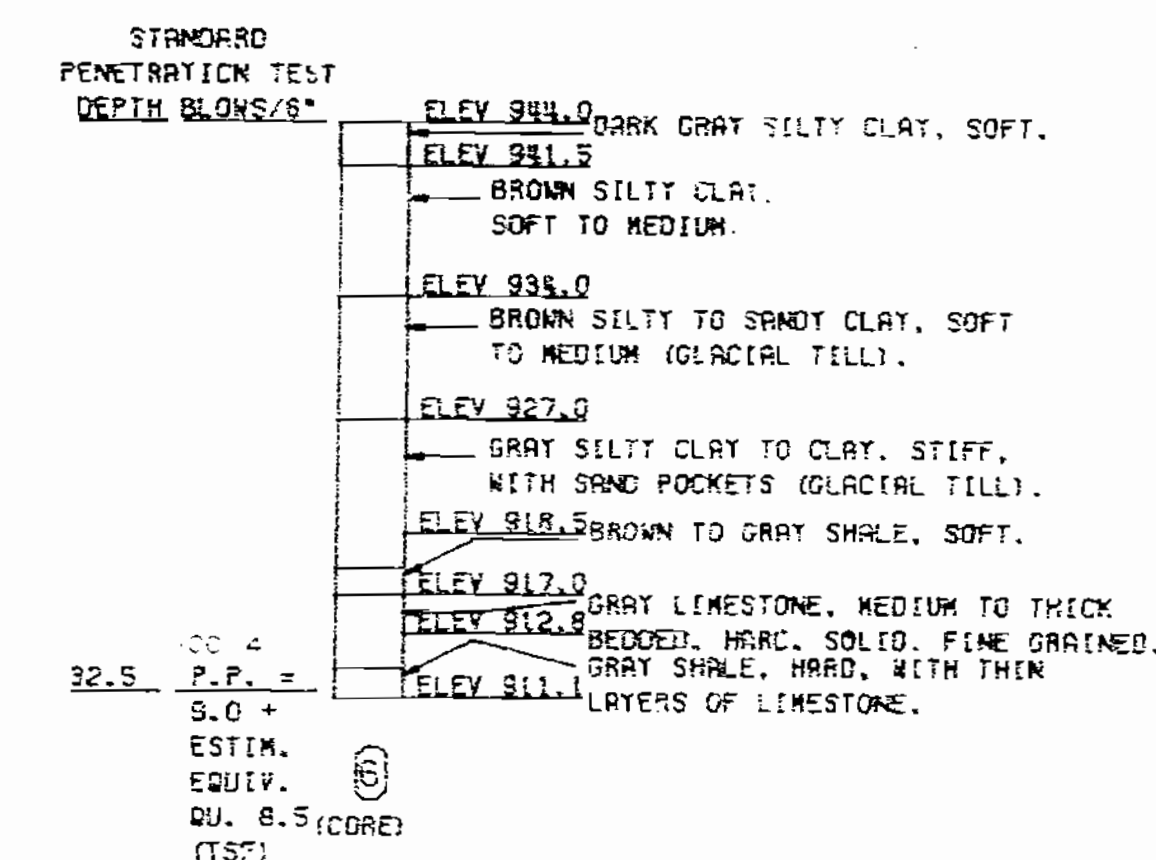 STANDARD
PENETRATION TEST
DEPTH BLOWS/6"
ELEV 944.0
DARK GRAY SILTY CLAY, SOFT.
ELEV 941.5
BROWN SILTY CLAY.
SOFT TO MEDIUM.
ELEV 934.0
BROWN SILTY TO SANDY CLAY, SOFT
TO MEDIUM (GLACIAL TILL).
ELEV 927.0
GRAY SILTY CLAY TO CLAY. STIFF,
WITH SAND POCKETS (GLACIAL TILL).
ELEV 918.5
BROWN TO GRAY SHALE, SOFT.
ELEV 917.0
GRAY LIMESTONE, MEDIUM TO THICK
ELEV 912.8
BEDDED. HARD. SOLID. FINE GRAINED.
GRAY SHALE, HARD, WITH THIN
32.5 P.P. =
ELEV 911.1
LAYERS OF LIMESTONE.
9.0 +
ESTIM.
EQUIV.
QU. 8.5 (CORE)
(TSF)